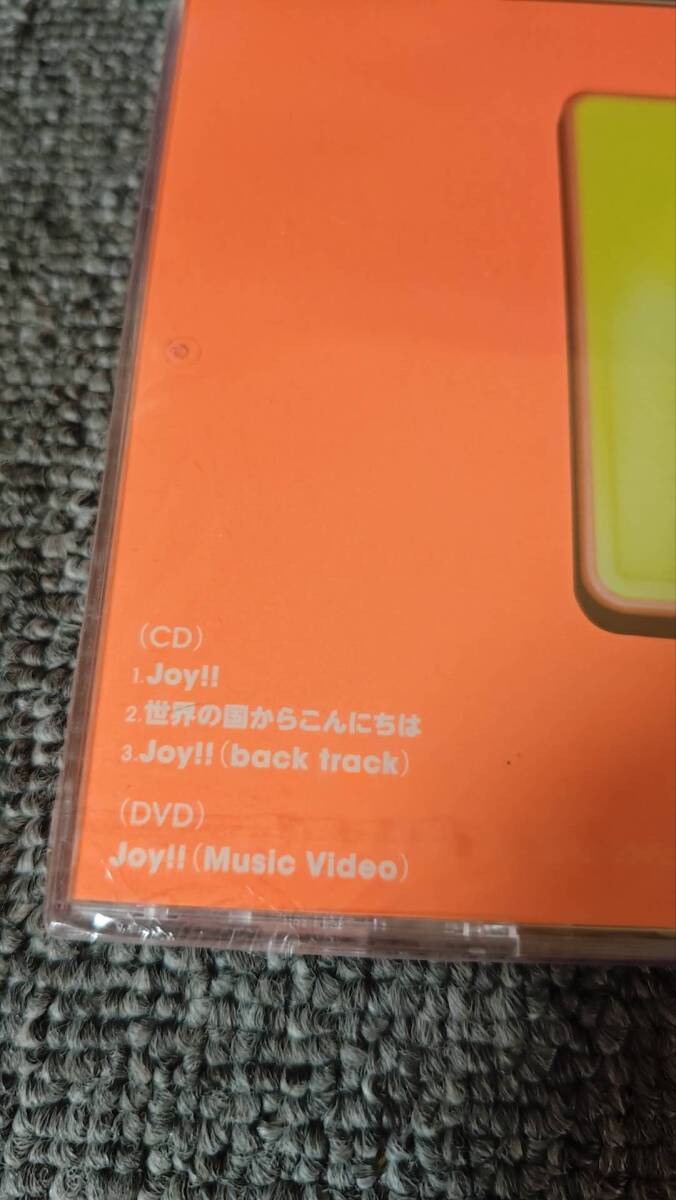 (CD)
1.Joy!!
2.世界の国からこんにちは
3.Joy!!(back track)
(DVD)
Joy!!(Music Video)